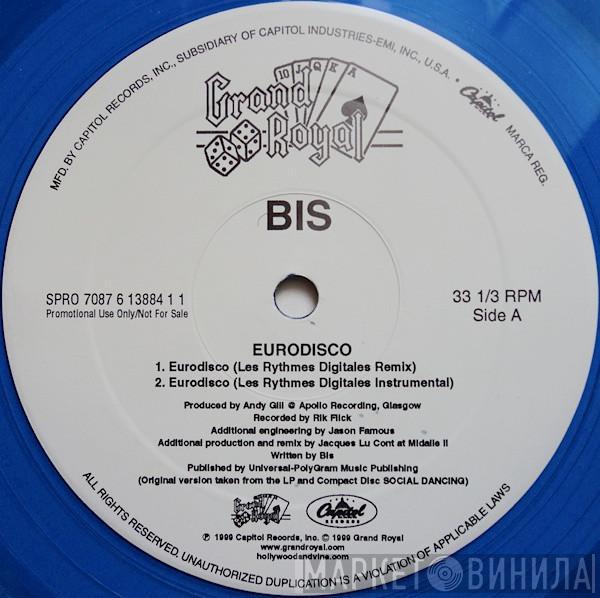 MFD. BY CAPITOL RECORDS, INC., SUBSIDIARY OF CAPITOL INDUSTRIES-EMI, INC., U.S.A. • Capitol MARCA REG.
10 J Q K A
Grand Royal
BIS
SPRO 7087 6 13884 1 1
Promotional Use Only/Not For Sale
33 1/3 RPM
Side A
EURODISCO
1. Eurodisco (Les Rythmes Digitales Remix)
2. Eurodisco (Les Rythmes Digitales Instrumental)
Produced by Andy Gill @ Apollo Recording, Glasgow
Recorded by Rik Flick
Additional engineering by Jason Famous
Additional production and remix by Jacques Lu Cont at Midalle II
Written by Bis
Published by Universal-PolyGram Music Publishing
(Original version taken from the LP and Compact Disc SOCIAL DANCING)
Grand Royal
Capitol
RECORDS
℗ 1999 Capitol Records, Inc. © 1999 Grand Royal
www.grandroyal.com
hollywoodandvine.com
ALL RIGHTS RESERVED. UNAUTHORIZED DUPLICATION IS A VIOLATION OF APPLICABLE LAWS
МАРКЕТ ВИНИЛА